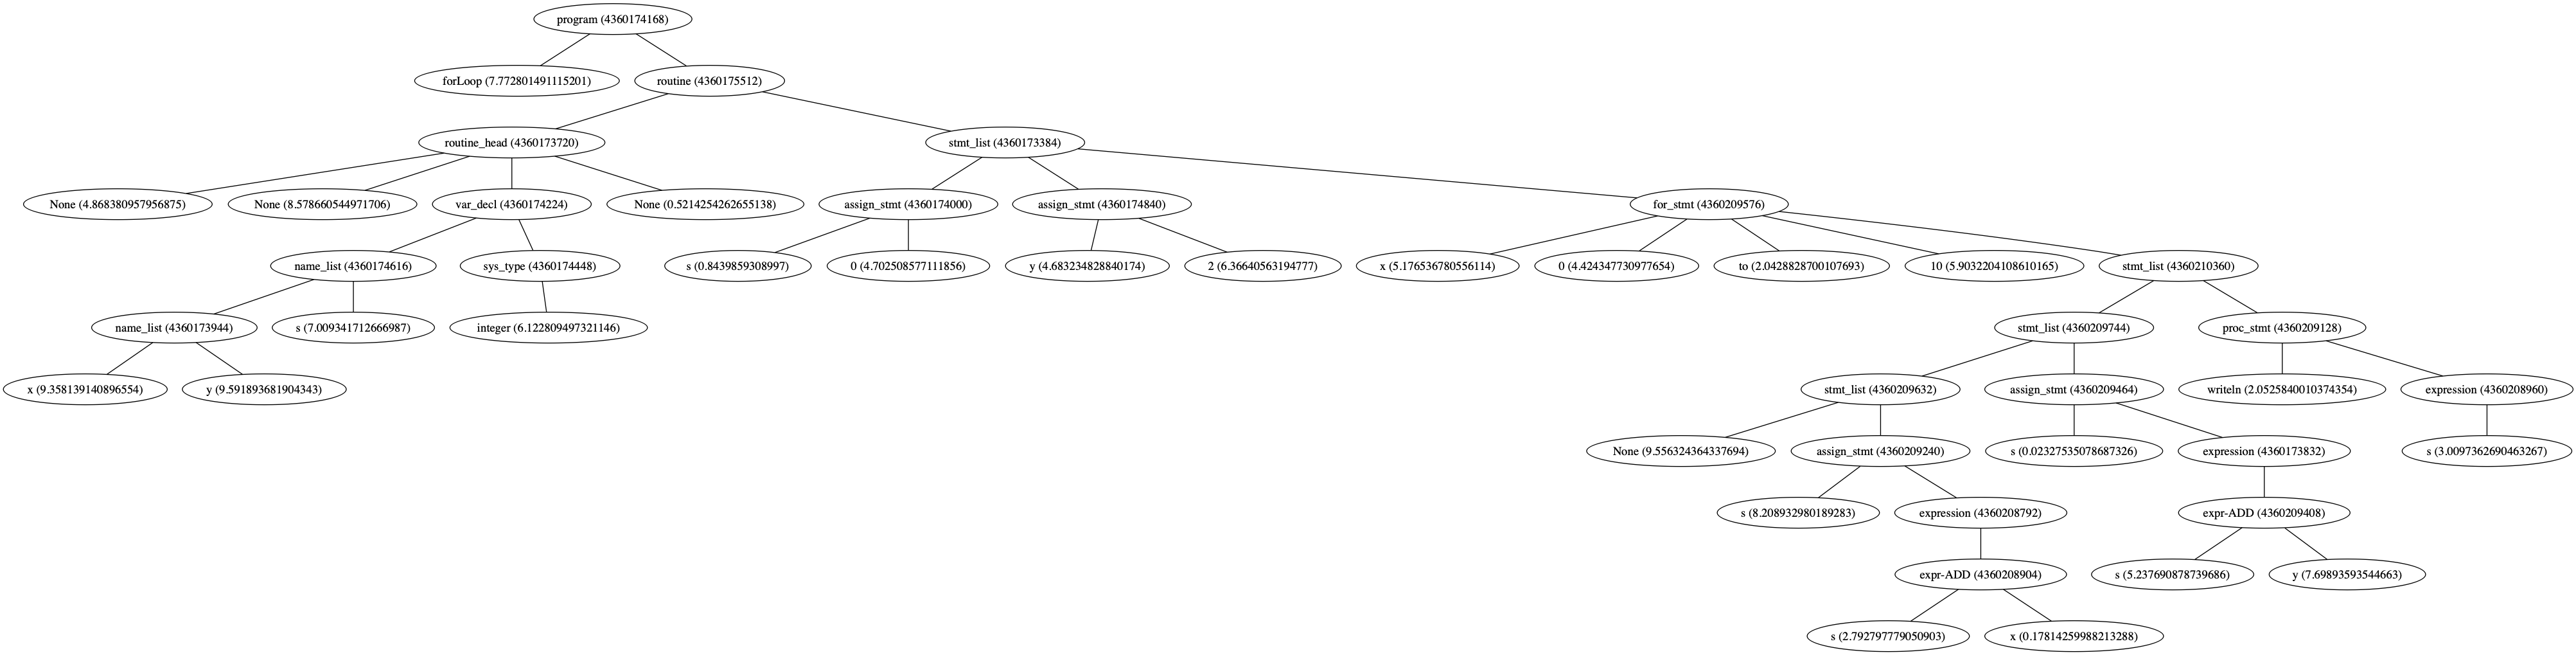 program (4360174168)
forLoop (7.772801491115201)
routine (4360175512)
routine_head (4360173720)
stmt_list (4360173384)
None (4.868380957956875)
None (8.578660544971706)
var_decl (4360174224)
None (0.5214254262655138)
assign_stmt (4360174000)
assign_stmt (4360174840)
for_stmt (4360209576)
name_list (4360174616)
sys_type (4360174448)
s (0.8439859308997)
0 (4.702508577111856)
y (4.683234828840174)
2 (6.36640563194777)
x (5.176536780556114)
0 (4.424347730977654)
to (2.0428828700107693)
10 (5.9032204108610165)
stmt_list (4360210360)
name_list (4360173944)
s (7.009341712666987)
integer (6.122809497321146)
stmt_list (4360209744)
proc_stmt (4360209128)
x (9.358139140896554)
y (9.591893681904343)
stmt_list (4360209632)
assign_stmt (4360209464)
writeln (2.0525840010374354)
expression (4360208960)
None (9.556324364337694)
assign_stmt (4360209240)
s (0.02327535078687326)
expression (4360173832)
s (3.0097362690463267)
s (8.208932980189283)
expression (4360208792)
expr-ADD (4360209408)
expr-ADD (4360208904)
s (5.237690878739686)
y (7.69893593544663)
s (2.792797779050903)
x (0.17814259988213288)